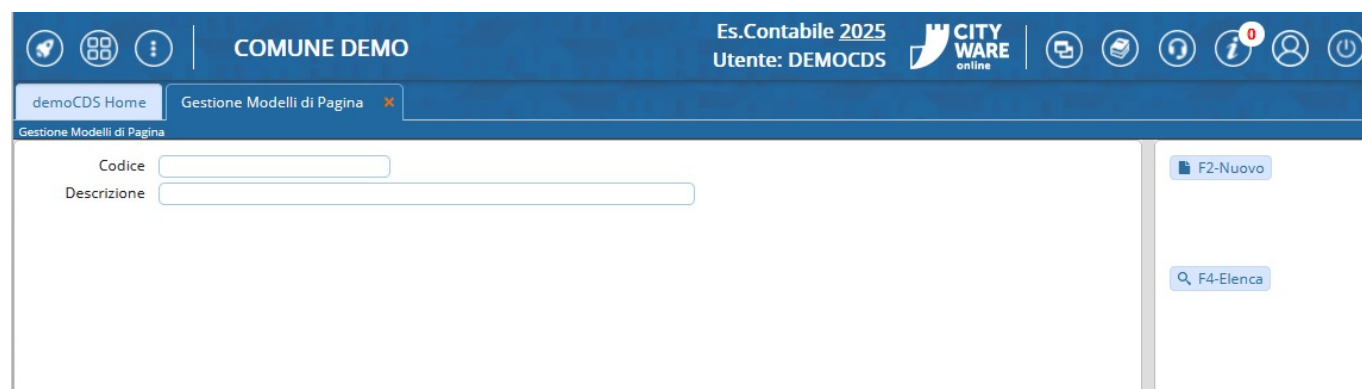 COMUNE DEMO
Es.Contabile 2025
Utente: DEMOCDS
CITY
WARE
online
0
demoCDS Home
Gestione Modelli di Pagina
Gestione Modelli di Pagina
Codice
Descrizione
F2-Nuovo
F4-Elenca